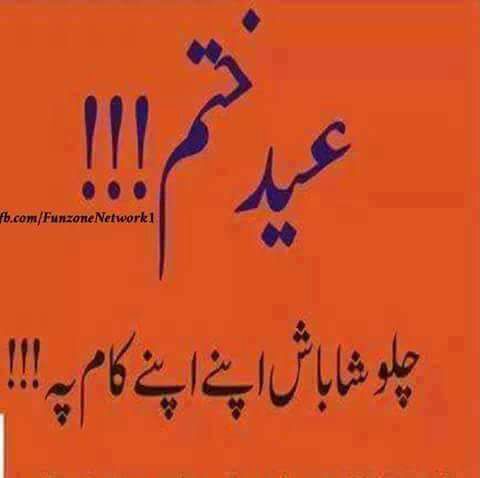 عید ختم !!!
fb.com/FunzoneNetwork1
چلو شاباش اپنے اپنے کام پہ !!!